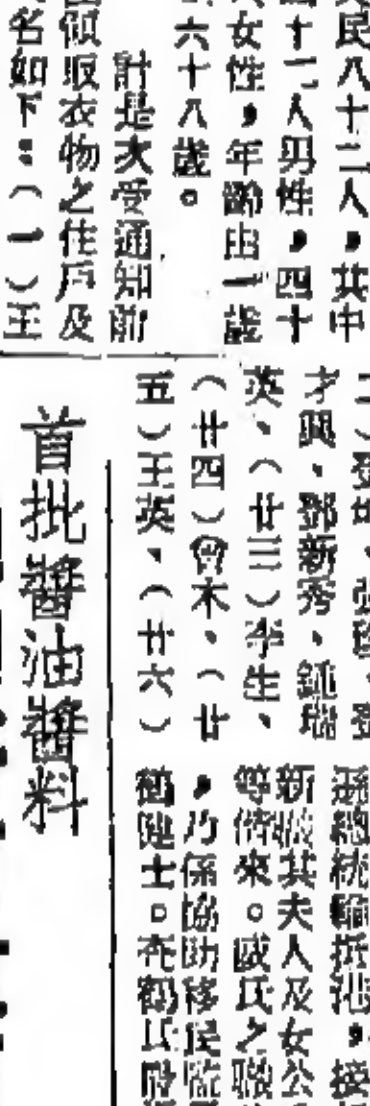 民八十二人，其中
十二人男性，四十
女性，年齡由一歲
六十八歲。
計是次受通知前
領取衣物之住戶及
名如下：（一）王
才興、鄧新秀、鍾瑞
英、（廿三）李生、
（廿四）曾木、（廿
五）王英、（廿六）
總統輪抵港，接
新 其夫人及女公
等偕來。戚氏之職
，乃係協助移民
健士。在鶴氏
首批醬油醬料